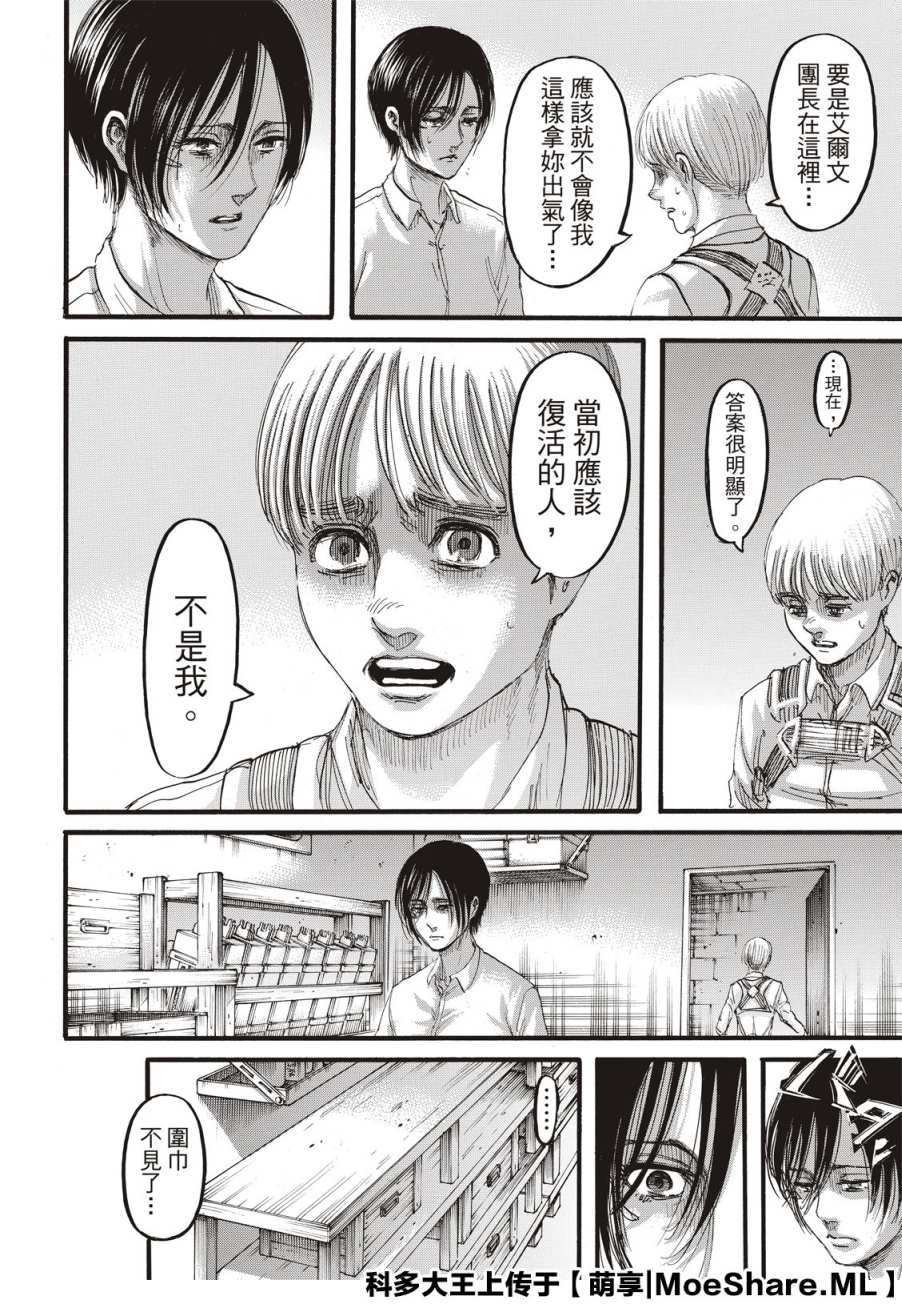 要是艾爾文
團長在這裡…
應該就不會像我
這樣拿妳出氣了…
…現在，
答案很明顯了。
當初應該
復活的人，
不是我。
……
圍巾
不見了…
科多大王上传于【萌享|MoeShare.ML】